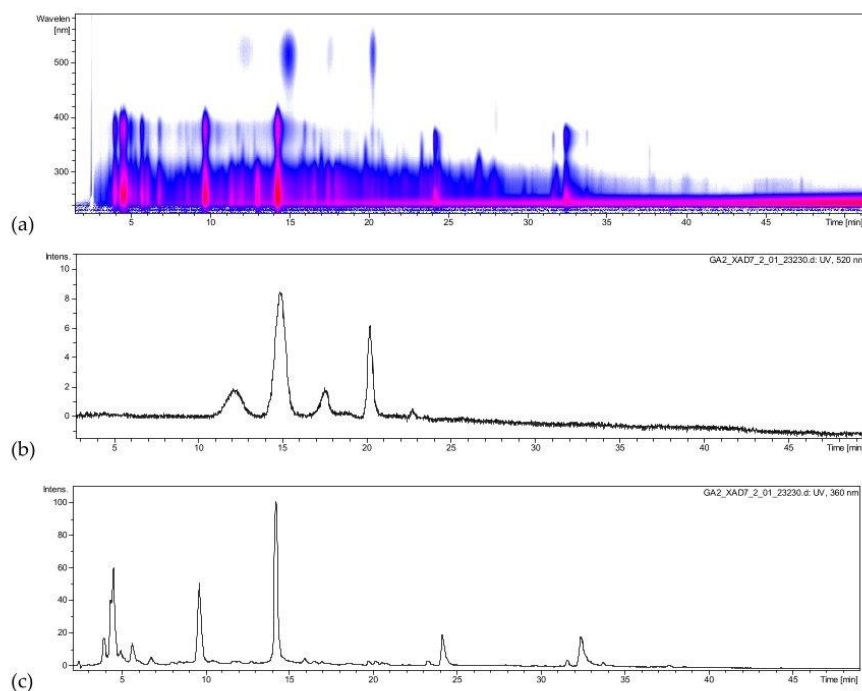 Wavelen
[nm]
500
400
300
5 10 15 20 25 30 35 40 45 Time [min]
(a)
Intens.
GA2_XAD7_2_01_23230.d: UV, 520 nm
10
8
6
4
2
0
5 10 15 20 25 30 35 40 45 Time [min]
(b)
Intens.
GA2_XAD7_2_01_23230.d: UV, 360 nm
100
80
60
40
20
0
5 10 15 20 25 30 35 40 45 Time [min]
(c)